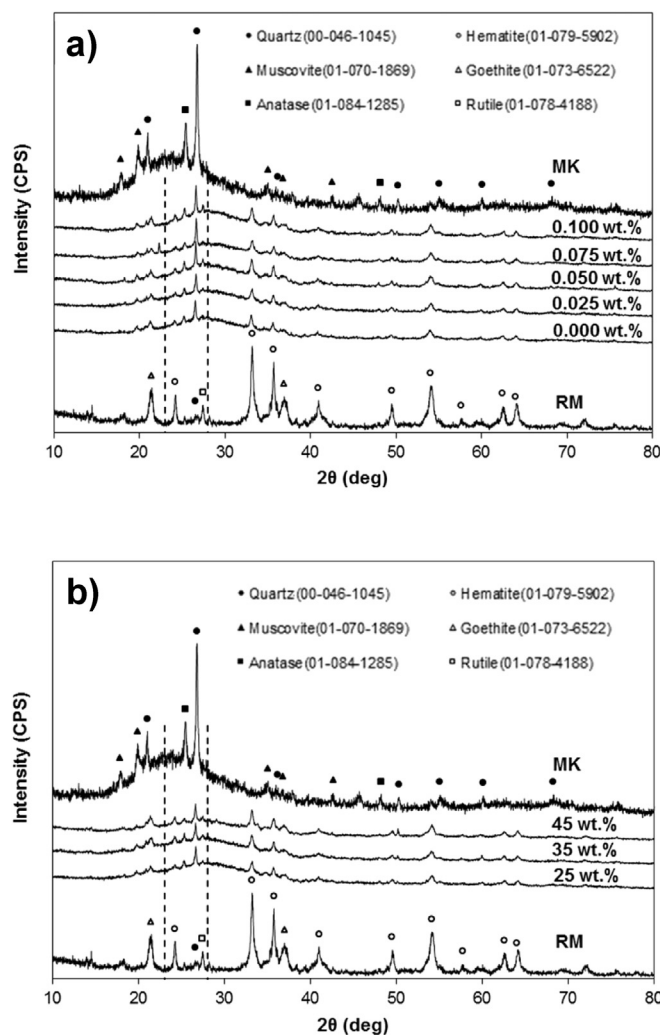 a)
Quartz(00-046-1045) Hematite(01-079-5902)
Muscovite(01-070-1869) Goethite(01-073-6522)
Anatase(01-084-1285) Rutile(01-078-4188)
Intensity (CPS)
MK
0.100 wt.%
0.075 wt.%
0.050 wt.%
0.025 wt.%
0.000 wt.%
RM
10 20 30 40 50 60 70 80
2θ (deg)
b)
Quartz(00-046-1045) Hematite(01-079-5902)
Muscovite(01-070-1869) Goethite(01-073-6522)
Anatase(01-084-1285) Rutile(01-078-4188)
Intensity (CPS)
MK
45 wt.%
35 wt.%
25 wt.%
RM
10 20 30 40 50 60 70 80
2θ (deg)